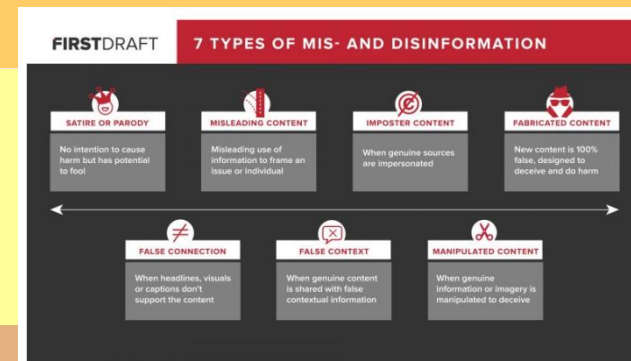 FIRSTDRAFT
7 TYPES OF MIS- AND DISINFORMATION
SATIRE OR PARODY
No intention to cause
harm but has potential
to fool
MISLEADING CONTENT
Misleading use of
information to frame an
issue or individual
IMPOSTER CONTENT
When genuine sources
are impersonated
FABRICATED CONTENT
New content is 100%
false, designed to
deceive and do harm
FALSE CONNECTION
When headlines, visuals
or captions don't
support the content
FALSE CONTEXT
When genuine content
is shared with false
contextual information
MANIPULATED CONTENT
When genuine
information or imagery is
manipulated to deceive